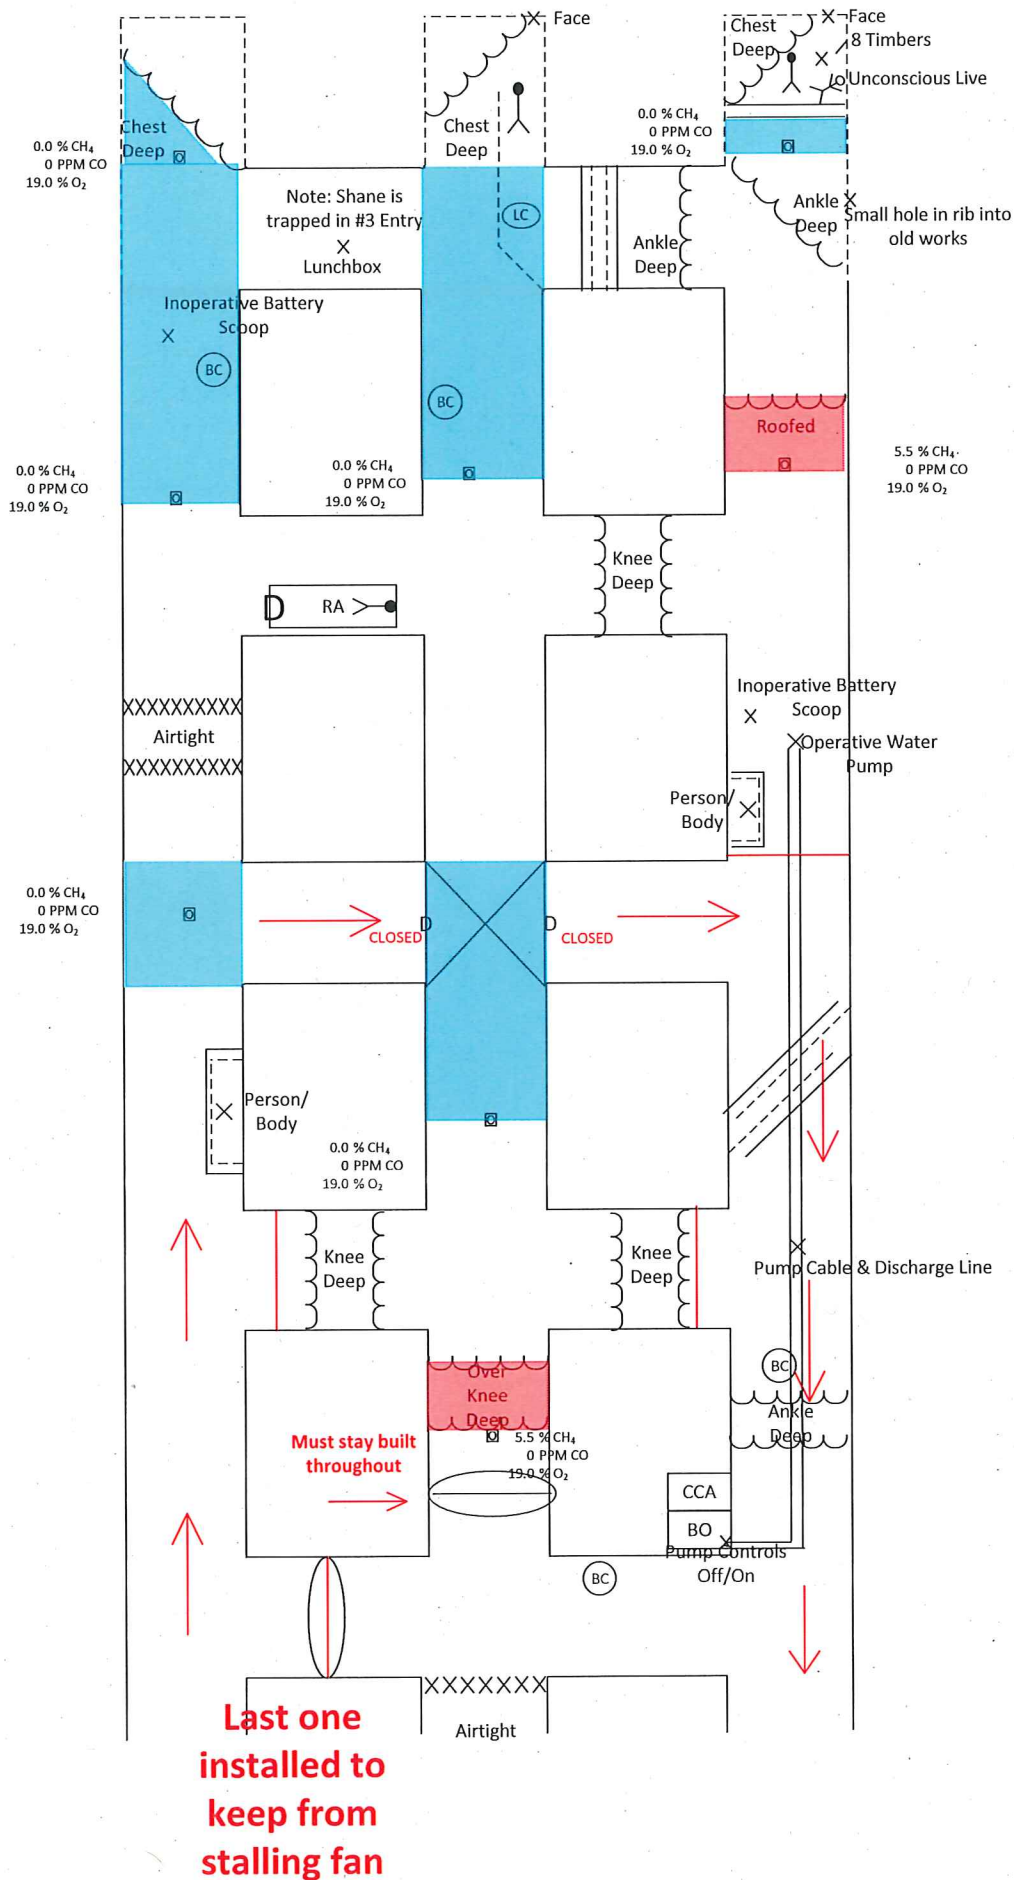 Face
Chest
Deep
Face
8 Timbers
Unconscious Live
0.0 % CH₄
0 PPM CO
19.0 % O₂
Chest
Deep
Chest
Deep
0.0 % CH₄
0 PPM CO
19.0 % O₂
Note: Shane is
trapped in #3 Entry
X
Lunchbox
LC
Ankle
Deep
Ankle
Deep
Small hole in rib into
old works
Inoperative Battery
Scoop
X
BC
BC
Roofed
0.0 % CH₄
0 PPM CO
19.0 % O₂
0.0 % CH₄
0 PPM CO
19.0 % O₂
5.5 % CH₄
0 PPM CO
19.0 % O₂
Knee
Deep
D
RA
Inoperative Battery
Scoop
X
Operative Water
Pump
XXXXXXXXXX
Airtight
XXXXXXXXXX
Person/
Body
X
0.0 % CH₄
0 PPM CO
19.0 % O₂
D
CLOSED
D
CLOSED
Person/
Body
X
0.0 % CH₄
0 PPM CO
19.0 % O₂
Knee
Deep
Knee
Deep
X
Pump Cable & Discharge Line
BC
Over
Knee
Deep
Ankle
Deep
Must stay built
throughout
5.5 % CH₄
0 PPM CO
19.0 % O₂
CCA
BO
Pump Controls
Off/On
BC
XXXXXXX
Airtight
Last one
installed to
keep from
stalling fan